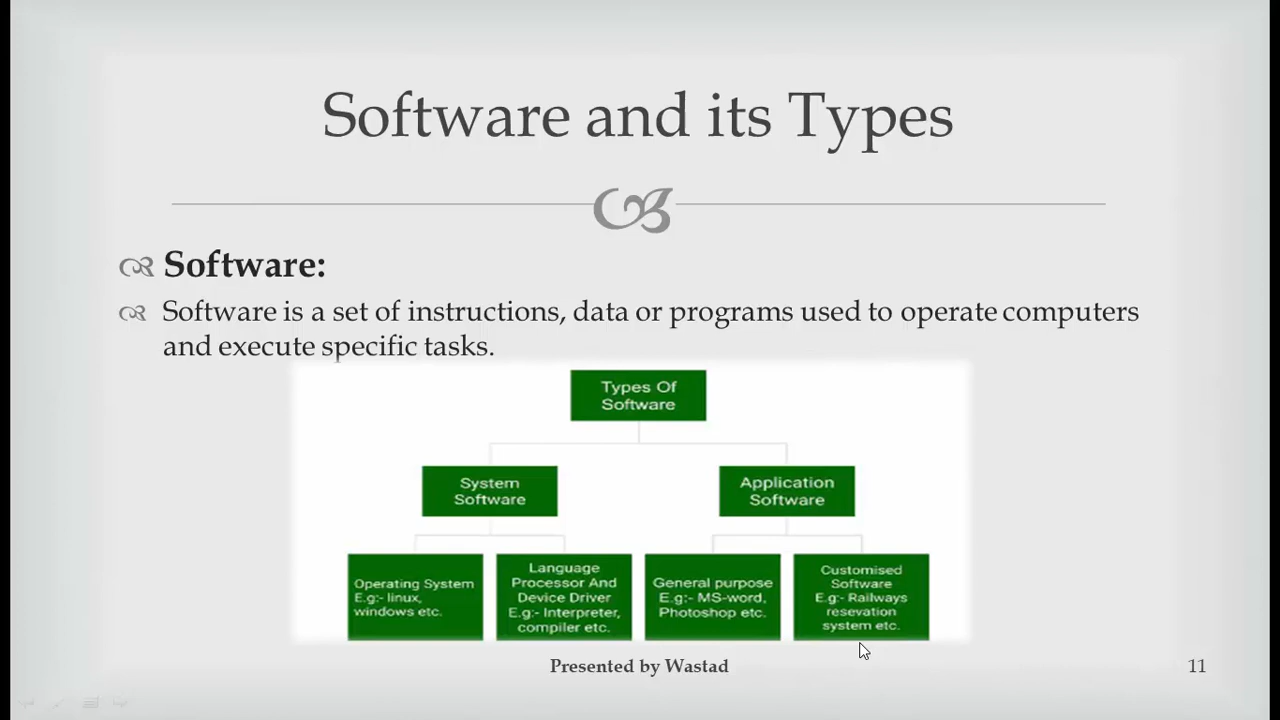 Software and its Types
Software:
Software is a set of instructions, data or programs used to operate computers
and execute specific tasks.
Types Of
Software
System
Software
Application
Software
Operating System
E.g:- linux,
windows etc.
Language
Processor And
Device Driver
E.g:- Interpreter,
compiler etc.
General purpose
E.g:- MS-word,
Photoshop etc.
Customised
Software
E.g:- Railways
resevation
system etc.
Presented by Wastad
11